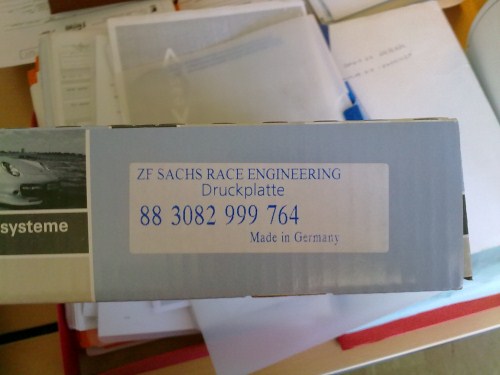 ZF SACHS RACE ENGINEERING
Druckplatte
88 3082 999 764
Made in Germany
systeme